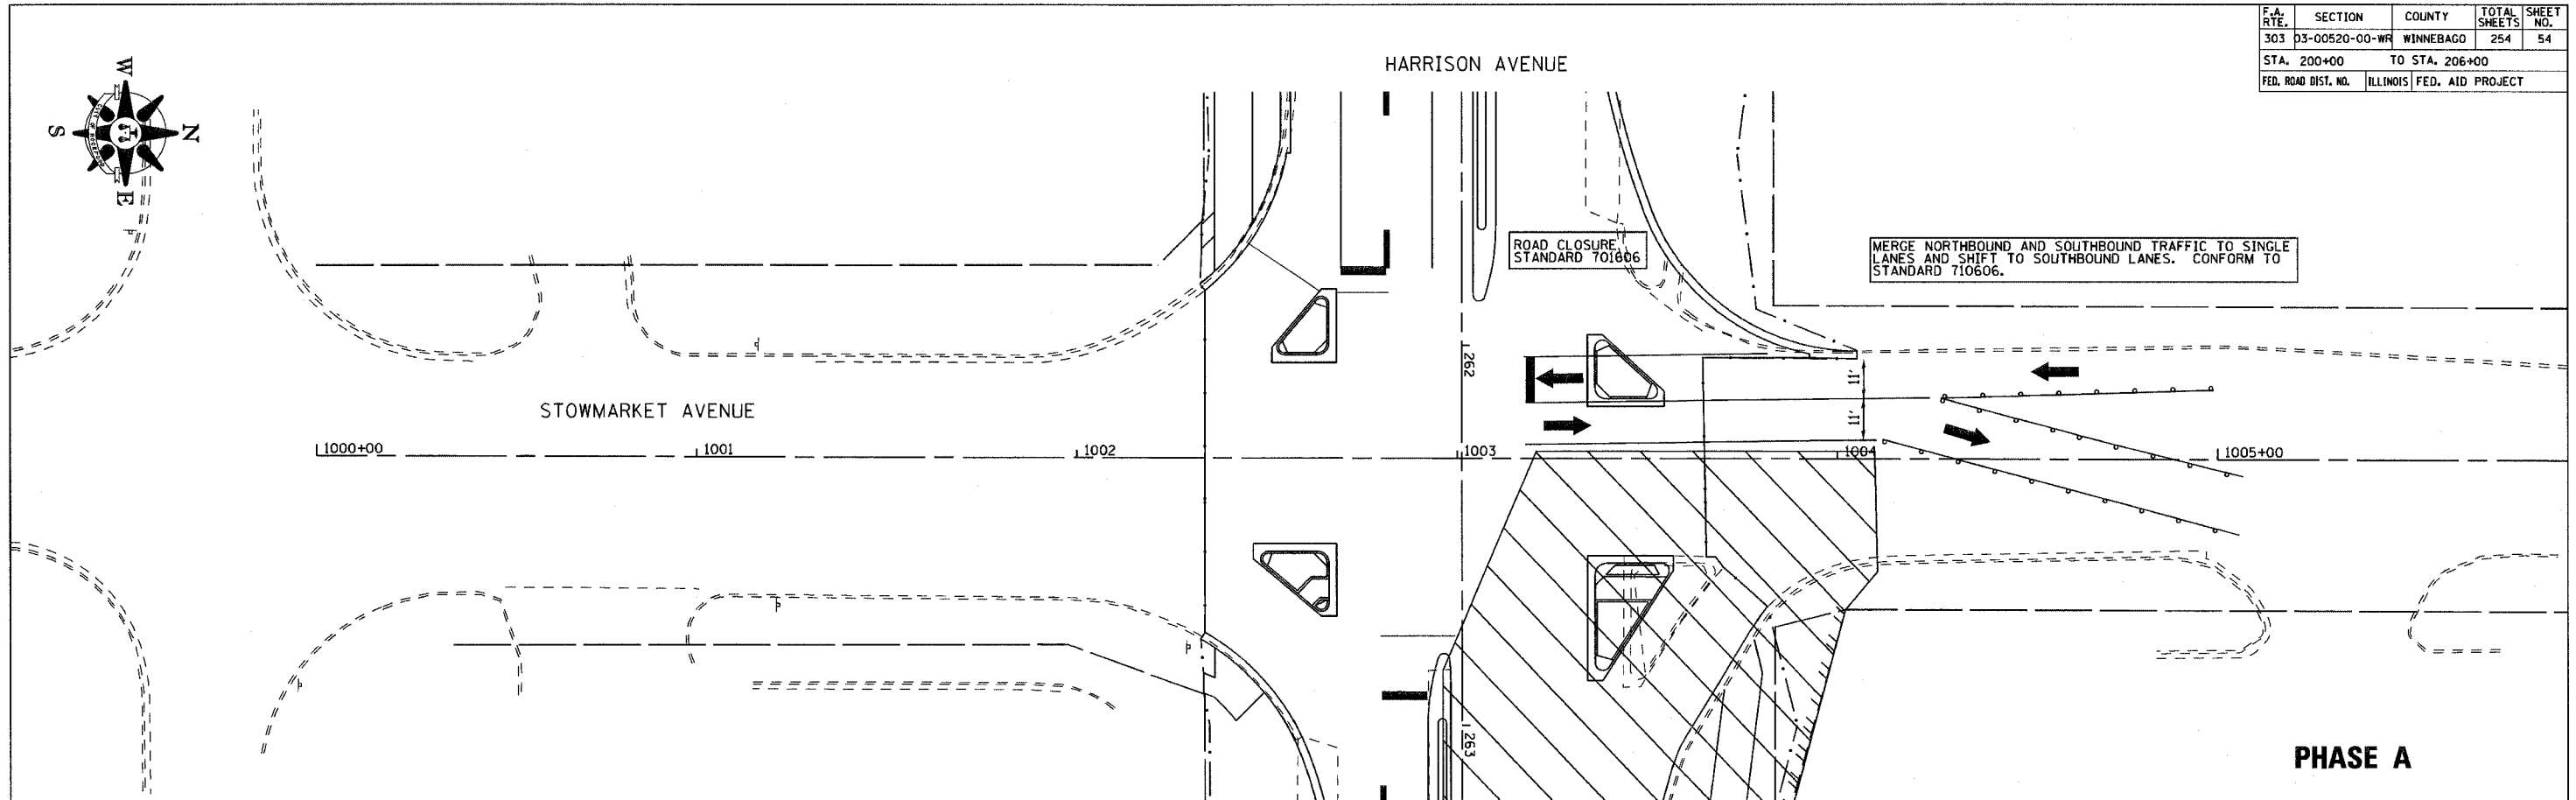 F.A. RTE. SECTION COUNTY TOTAL SHEETS SHEET NO.
303 03-00520-00-WR WINNEBAGO 254 54
STA. 200+00 TO STA. 206+00
FED. ROAD DIST. NO. ILLINOIS FED. AID PROJECT
HARRISON AVENUE
W
N
S
E
CITY OF ROCKFORD
ROAD CLOSURE
STANDARD 701606
MERGE NORTHBOUND AND SOUTHBOUND TRAFFIC TO SINGLE
LANES AND SHIFT TO SOUTHBOUND LANES. CONFORM TO
STANDARD 710606.
262
11'
11'
STOWMARKET AVENUE
1000+00
1001
1002
1003
1004
1005+00
263
PHASE A